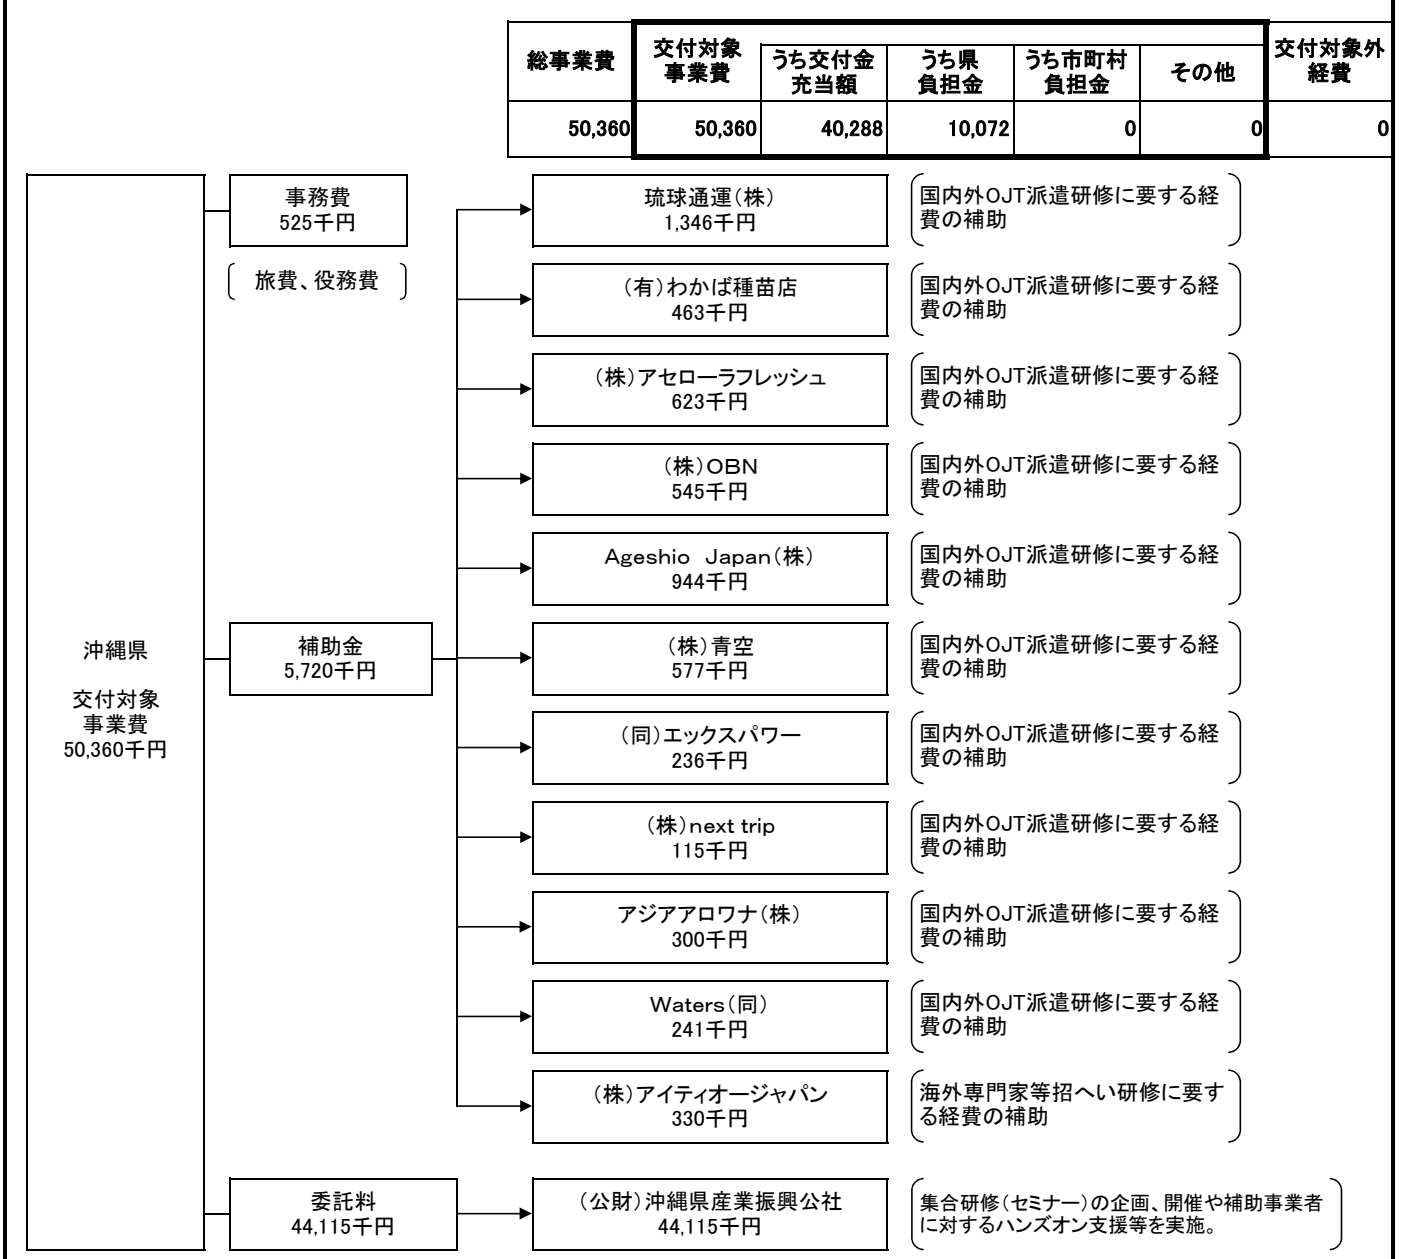 総事業費
交付対象
事業費
うち交付金
充当額
うち県
負担金
うち市町村
負担金
その他
交付対象外
経費
50,360
50,360
40,288
10,072
0
0
0
沖縄県
交付対象
事業費
50,360千円
事務費
525千円
旅費、役務費
補助金
5,720千円
琉球通運(株)
1,346千円
国内外OJT派遣研修に要する経
費の補助
(有)わかば種苗店
463千円
国内外OJT派遣研修に要する経
費の補助
(株)アセローラフレッシュ
623千円
国内外OJT派遣研修に要する経
費の補助
(株)OBN
545千円
国内外OJT派遣研修に要する経
費の補助
Ageshio Japan(株)
944千円
国内外OJT派遣研修に要する経
費の補助
(株)青空
577千円
国内外OJT派遣研修に要する経
費の補助
(同)エックスパワー
236千円
国内外OJT派遣研修に要する経
費の補助
(株)next trip
115千円
国内外OJT派遣研修に要する経
費の補助
アジアアロワナ(株)
300千円
国内外OJT派遣研修に要する経
費の補助
Waters(同)
241千円
国内外OJT派遣研修に要する経
費の補助
(株)アイティオージャパン
330千円
海外専門家等招へい研修に要す
る経費の補助
委託料
44,115千円
(公財)沖縄県産業振興公社
44,115千円
集合研修(セミナー)の企画、開催や補助事業者
に対するハンズオン支援等を実施。